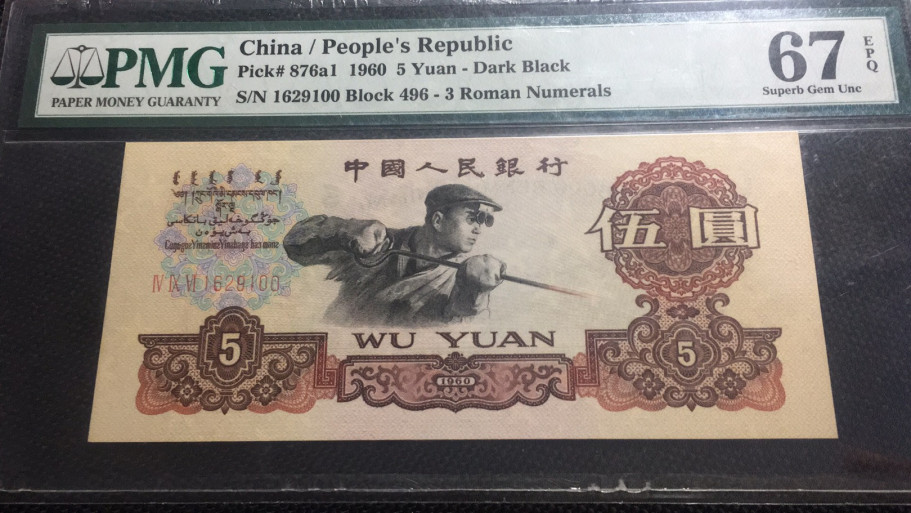 PMG
PAPER MONEY GUARANTY
China / People's Republic
Pick# 876a1 1960 5 Yuan - Dark Black
S/N 1629100 Block 496 - 3 Roman Numerals
67 EPQ
Superb Gem Unc
中國人民銀行
伍圓
IV IX VI 1629100
WU YUAN
5
1960
5